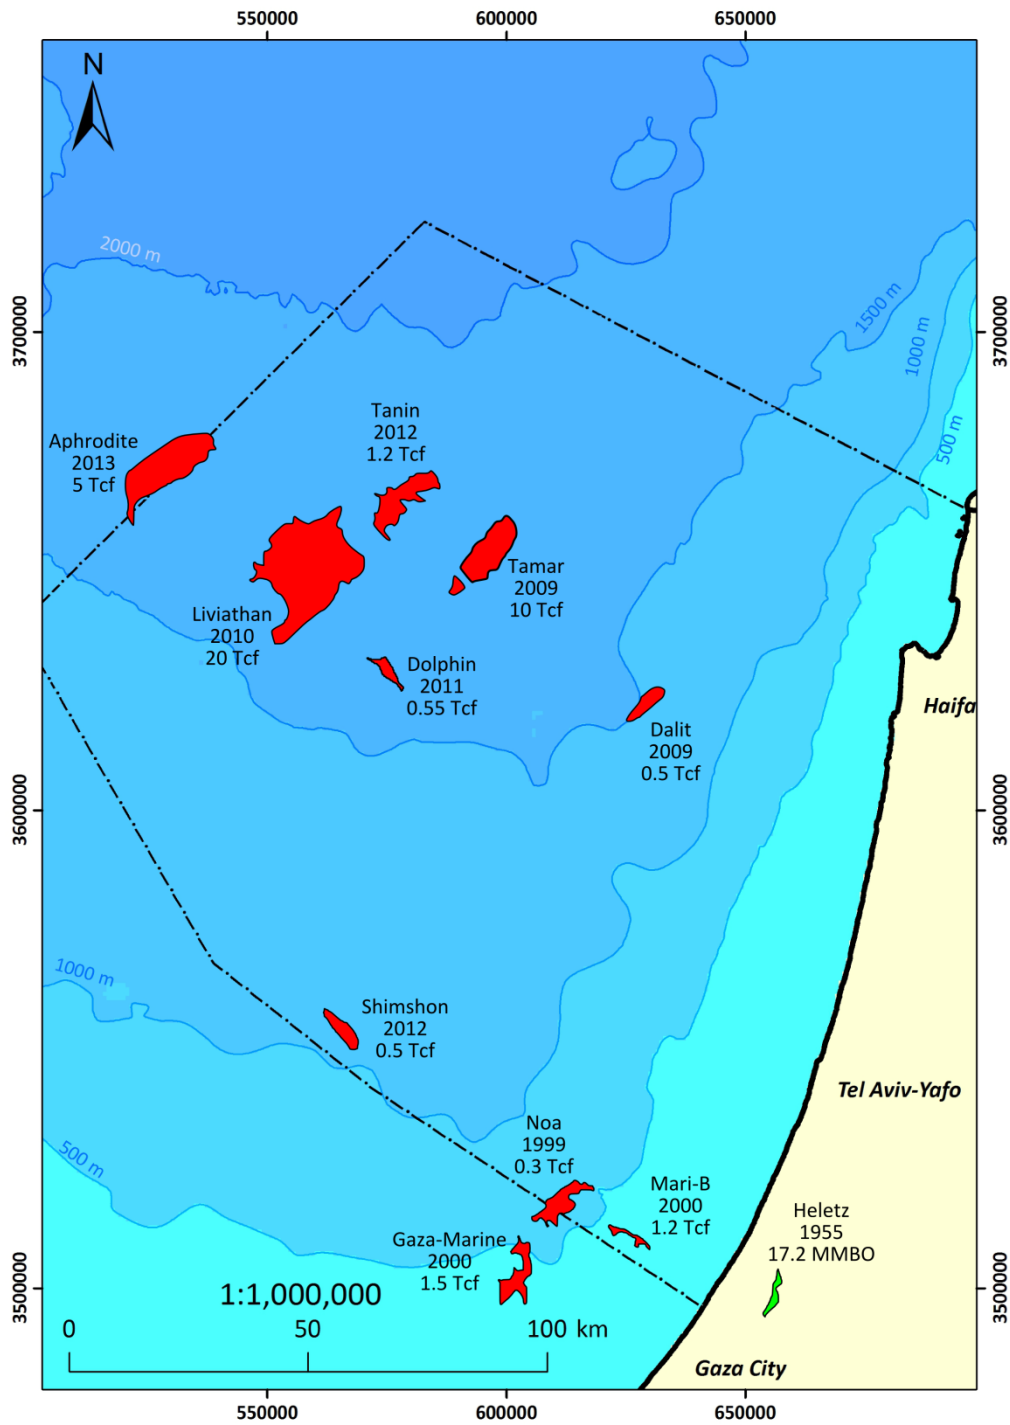 550000
600000
650000
N
2000 m
1500 m
1000 m
500 m
3700000
3700000
Tanin
2012
1.2 Tcf
Aphrodite
2013
5 Tcf
Tamar
2009
10 Tcf
Liviathan
2010
20 Tcf
Dolphin
2011
0.55 Tcf
Dalit
2009
0.5 Tcf
Haifa
3600000
3600000
1000 m
Shimshon
2012
0.5 Tcf
Tel Aviv-Yafo
500 m
Noa
1999
0.3 Tcf
Mari-B
2000
1.2 Tcf
Heletz
1955
17.2 MMBO
Gaza-Marine
2000
1.5 Tcf
3500000
3500000
1:1,000,000
0
50
100 km
Gaza City
550000
600000
650000